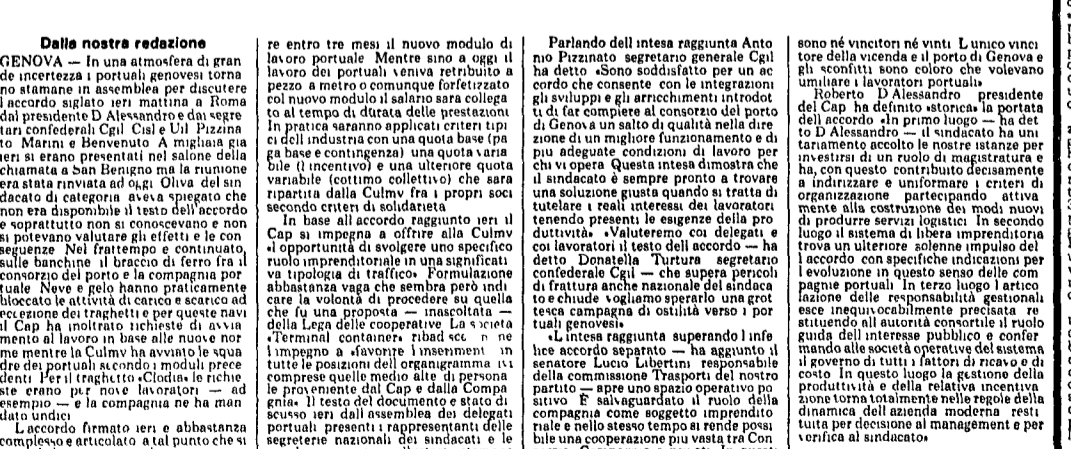 Dalla nostra redazione
GENOVA — In una atmosfera di gran
de incertezza i portuali genovesi torna
no stamane in assemblea per discutere
l accordo siglato ieri mattina a Roma
dal presidente D Alessandro e dai segre
tari confederali Cgil Cisl e Uil Pizzina
to Marini e Benvenuto A migliaia gia
ieri si erano presentati nel salone della
chiamata a San Benigno ma la riunione
era stata rinviata ad oggi Oliva del sin
dacato di categoria aveva spiegato che
non era disponibile il testo dell'accordo
e soprattutto non si conoscevano e non
si potevano valutare gli effetti e le con
seguenze Nel frattempo e continuato,
sulle banchine il braccio di ferro fra il
consorzio del porto e la compagnia por
tuale Neve e gelo hanno praticamente
bloccato le attività di carico e scarico ad
eccezione dei traghetti e per queste navi
il Cap ha inoltrato richieste di avvia
mento al lavoro in base alle nuove nor
me mentre la Culmv ha avviato le squa
dre dei portuali secondo i moduli prece
denti Per il traghetto «Clodia» le richie
ste erano per nove lavoratori — ad
esempio — e la compagnia ne ha man
dati undici
L accordo firmato ieri e abbastanza
complesso e articolato a tal punto che si
re entro tre mesi il nuovo modulo di
lavoro portuale Mentre sino a oggi il
lavoro dei portuali veniva retribuito a
pezzo a metro o comunque forfetizzato
col nuovo modulo il salario sara collega
to al tempo di durata delle prestazioni
In pratica saranno applicati criteri tipi
ci dell industria con una quota base (pa
ga base e contingenza) una quota varia
bile (l incentivo) e una ulteriore quota
variabile (cottimo collettivo) che sara
ripartita dalla Culmv fra i propri soci
secondo criteri di solidarieta
In base all accordo raggiunto ieri il
Cap si impegna a offrire alla Culmv
«l opportunità di svolgere uno specifico
ruolo imprenditoriale in una significati
va tipologia di traffico» Formulazione
abbastanza vaga che sembra però indi
care la volontà di procedere su quella
che fu una proposta — inascoltata —
della Lega delle cooperative La società
«Terminal container» ribadisce
l impegno a «favorire l inseriment in
tutte le posizioni dell organigramma
comprese quelle medio alte di persona
le proveniente dal Cap e dalla Compa
gnia» Il testo del documento e stato di
scusso ieri dall assemblea dei delegati
portuali presenti i rappresentanti delle
segreterie nazionali dei sindacati e le
Parlando dell intesa raggiunta Anto
nio Pizzinato segretario generale Cgil
ha detto «Sono soddisfatto per un ac
cordo che consente con le integrazioni
gli sviluppi e gli arricchimenti introdot
ti di far compiere al consorzio del porto
di Genova un salto di qualità nella dire
zione di un migliore funzionamento e di
piu adeguate condizioni di lavoro per
chi vi opera Questa intesa dimostra che
il sindacato è sempre pronto a trovare
una soluzione giusta quando si tratta di
tutelare i reali interessi dei lavoratori
tenendo presenti le esigenze della pro
duttività» «Valuteremo coi delegati e
coi lavoratori il testo dell accordo — ha
detto Donatella Turtura segretario
confederale Cgil — che supera pericoli
di frattura anche nazionale del sindaca
to e chiude vogliamo sperarlo una grot
tesca campagna di ostilità verso i por
tuali genovesi»
«L intesa raggiunta superando l infe
lice accordo separato — ha aggiunto il
senatore Lucio Libertini responsabile
della commissione Trasporti del nostro
partito — apre uno spazio operativo po
sitivo E salvaguardato il ruolo della
compagnia come soggetto imprendito
riale e nello stesso tempo si rende possi
bile una cooperazione piu vasta tra Con
sono né vincitori né vinti L unico vinci
tore della vicenda e il porto di Genova e
gli sconfitti sono coloro che volevano
umiliare i lavoratori portuali»
Roberto D Alessandro presidente
del Cap ha definito «storica» la portata
dell accordo «In primo luogo — ha det
to D Alessandro — il sindacato ha uni
tariamente accolto le nostre istanze per
investirsi di un ruolo di magistratura e
ha, con questo contribuito decisamente
a indirizzare e uniformare i criteri di
organizzazione partecipando attiva
mente alla costruzione dei modi nuovi
di produrre servizi logistici In secondo
luogo il sistema di libera imprenditoria
trova un ulteriore solenne impulso del
l accordo con specifiche indicazioni per
l evoluzione in questo senso delle com
pagnie portuali In terzo luogo l artico
lazione delle responsabilità gestionali
esce inequivocabilmente precisata re
stituendo all autorità consortile il ruolo
guida dell interesse pubblico e confer
mando alle società operative del sistema
il governo di tutti i fattori di ricavo e di
costo In questo luogo la gestione della
produttività e della relativa incentiva
zione torna totalmente nelle regole della
dinamica dell azienda moderna resti
tuita per decisione al management e per
verifica al sindacato»